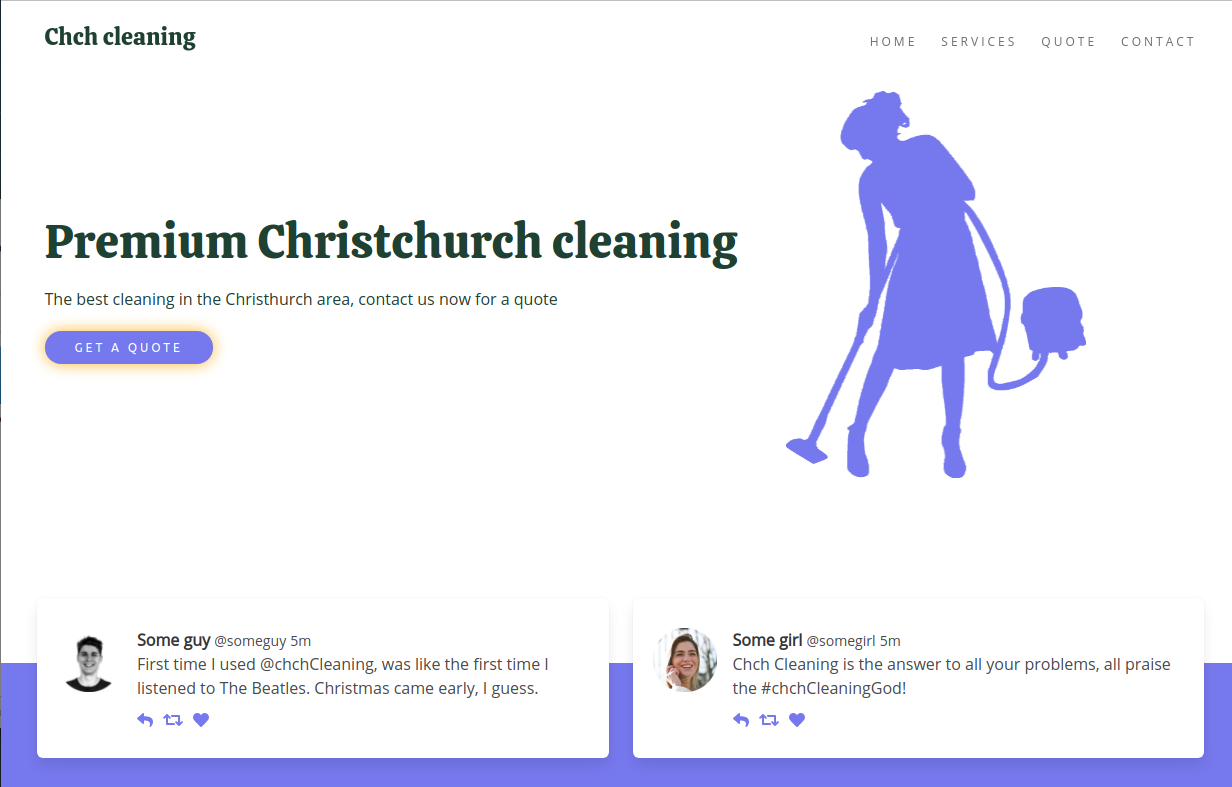 Chch cleaning
HOME SERVICES QUOTE CONTACT
Premium Christchurch cleaning
The best cleaning in the Christhurch area, contact us now for a quote
GET A QUOTE
Some guy @someguy 5m
First time I used @chchCleaning, was like the first time I
listened to The Beatles. Christmas came early, I guess.
Some girl @somegirl 5m
Chch Cleaning is the answer to all your problems, all praise
the #chchCleaningGod!